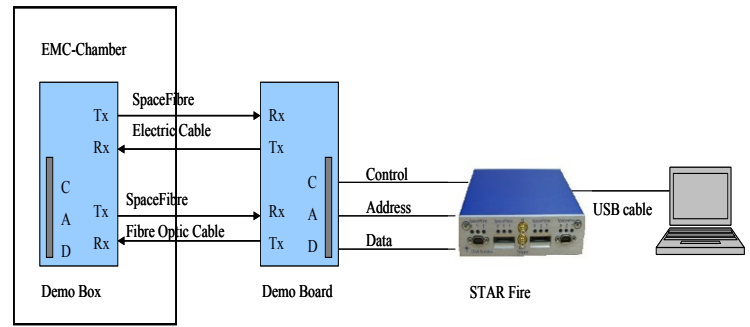 EMC-Chamber
Tx
Rx
C
A
D
Tx
Rx
Demo Box
SpaceFibre
Electric Cable
SpaceFibre
Fibre Optic Cable
Rx
Tx
C
A
D
Rx
Tx
Demo Board
Control
Address
Data
STAR Fire
USB cable